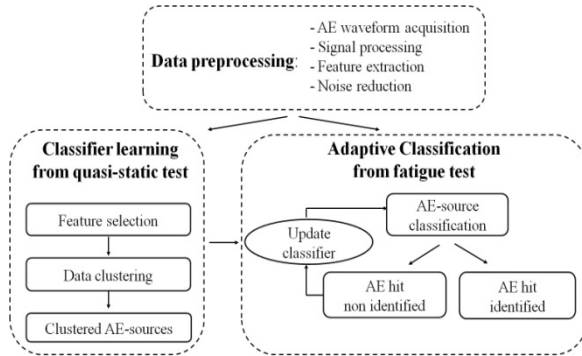 Data preprocessing:
- AE waveform acquisition
- Signal processing
- Feature extraction
- Noise reduction
Classifier learning
from quasi-static test
Feature selection
Data clustering
Clustered AE-sources
Adaptive Classification
from fatigue test
Update
classifier
AE-source
classification
AE hit
non identified
AE hit
identified